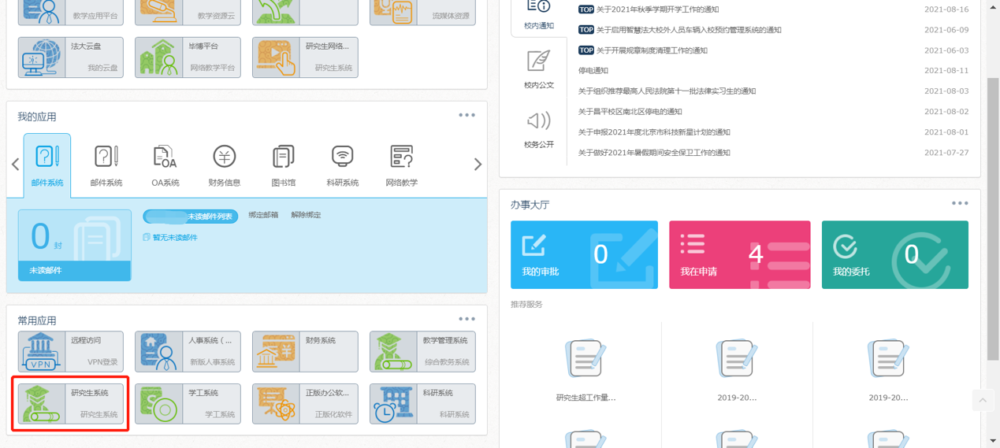 教学应用平台
教学资源云
流媒体资源
法大云盘
我的云盘
毕博平台
网络教学平台
研究生网络...
研究生系统
我的应用
邮件系统
邮件系统
OA
OA系统
财务信息
图书馆
科研系统
网络教学
0 封
未读邮件
未读邮件列表
绑定邮箱
解除绑定
暂无未读邮件
常用应用
VPN
远程访问
VPN登录
人事系统（...
新版人事系统
财务系统
教学管理系统
综合教务系统
研究生系统
研究生系统
学工系统
学工系统
正版办公软...
正版化软件
科研系统
科研系统
校内通知
校内公文
校务公开
TOP 关于2021年秋季学期开学工作的通知 2021-08-16
TOP 关于启用智慧法大校外人员车辆入校预约管理系统的通知 2021-06-09
TOP 关于开展规章制度清理工作的通知 2021-06-03
停电通知 2021-08-11
关于组织推荐最高人民法院第十一批法律实习生的通知 2021-08-03
关于昌平校区南北区停电的通知 2021-08-02
关于申报2021年度北京市科技新星计划的通知 2021-08-01
关于做好2021年暑假期间安全保卫工作的通知 2021-07-27
办事大厅
0
我的审批
4
我在申请
0
我的委托
推荐服务
研究生超工作量...
2019-20...
2019-20...